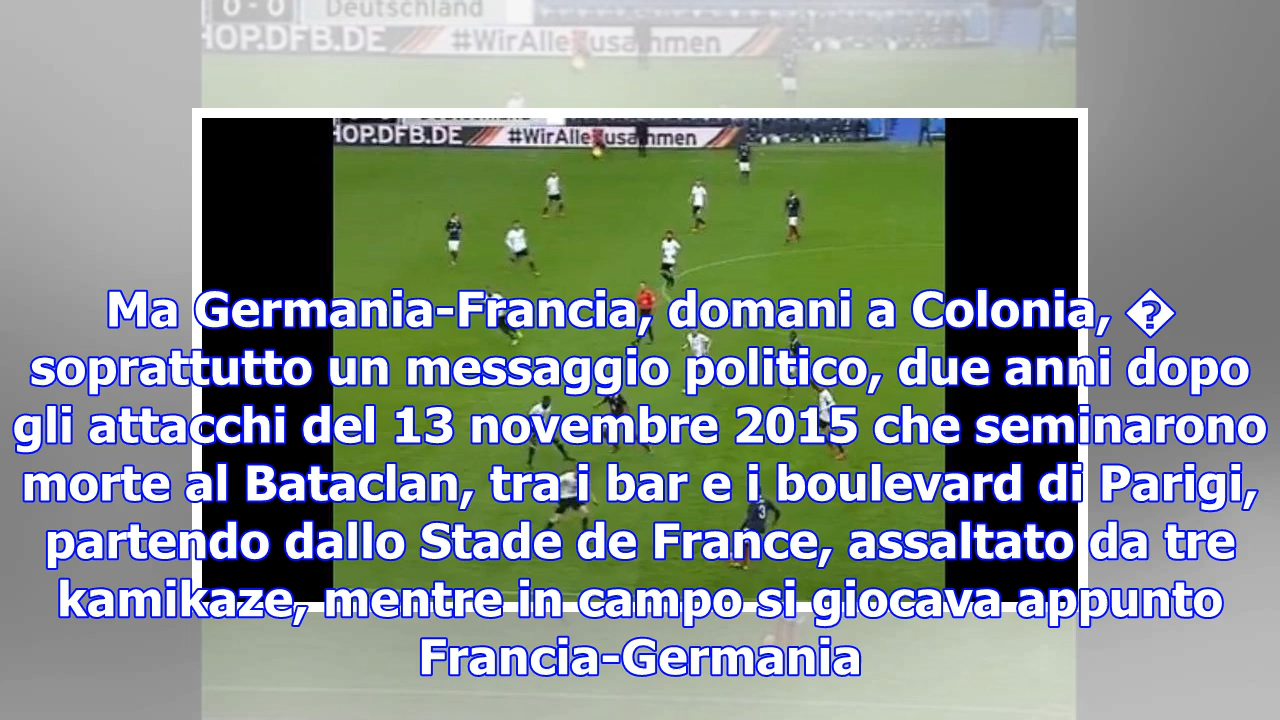 0 - 0 Deutschland
HOP.DFB.DE #WirAlleZusammen
HOP.DFB.DE #WirAlleZusammen
Ma Germania-Francia, domani a Colonia, �
soprattutto un messaggio politico, due anni dopo
gli attacchi del 13 novembre 2015 che seminarono
morte al Bataclan, tra i bar e i boulevard di Parigi,
partendo dallo Stade de France, assaltato da tre
kamikaze, mentre in campo si giocava appunto
Francia-Germania
3